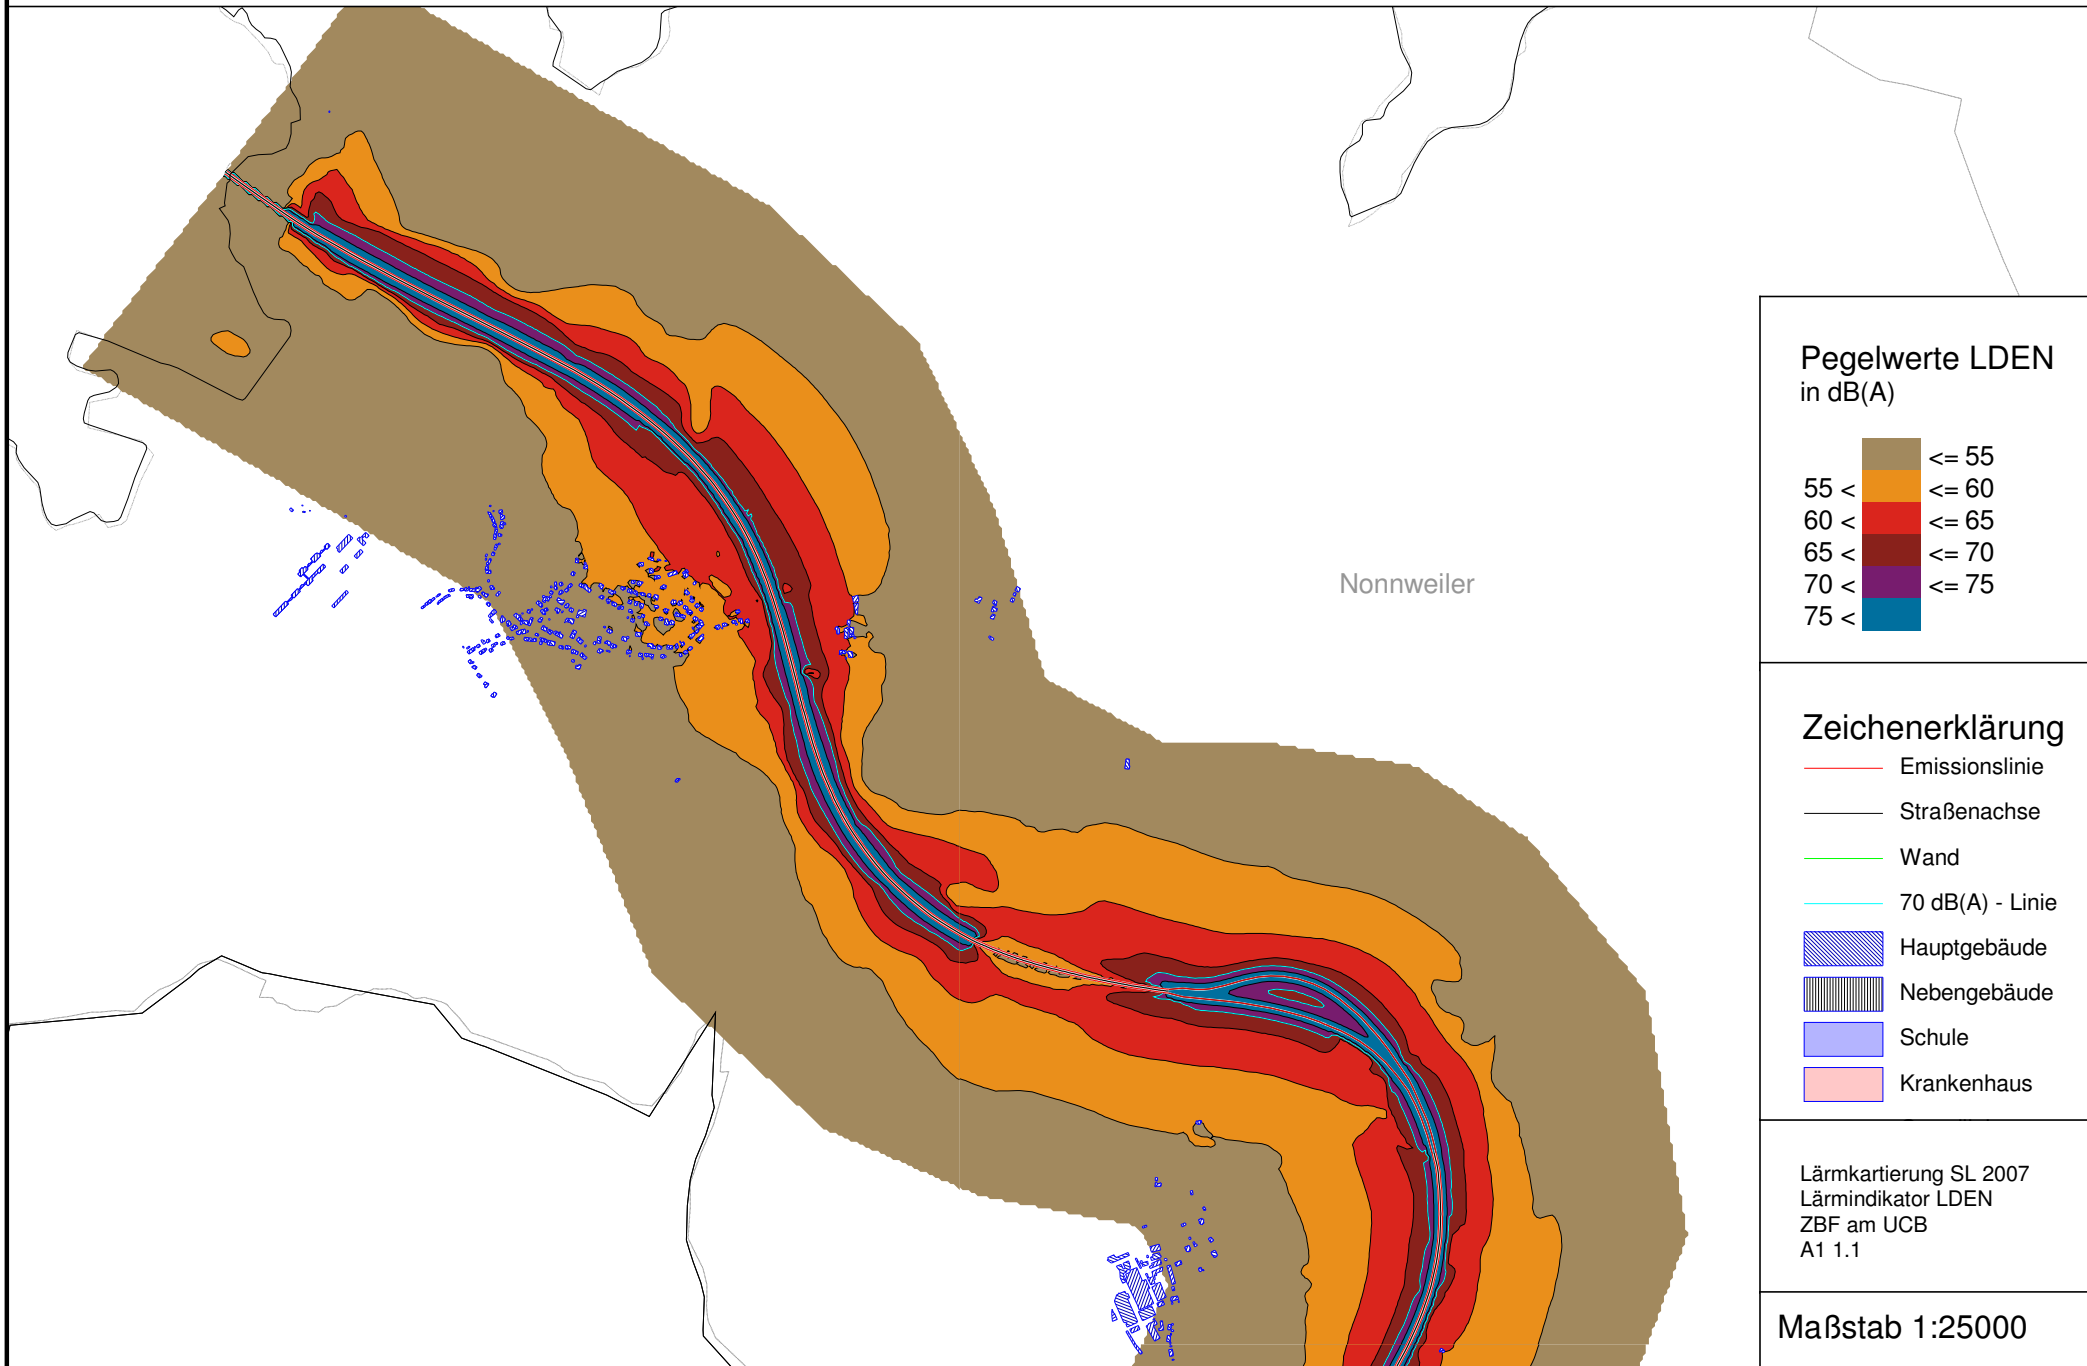 Nonnweiler
Pegelwerte LDEN
in dB(A)
<= 55
55 < <= 60
60 < <= 65
65 < <= 70
70 < <= 75
75 <
Zeichenerklärung
Emissionslinie
Straßenachse
Wand
70 dB(A) - Linie
Hauptgebäude
Nebengebäude
Schule
Krankenhaus
Lärmkartierung SL 2007
Lärmindikator LDEN
ZBF am UCB
A1 1.1
Maßstab 1:25000